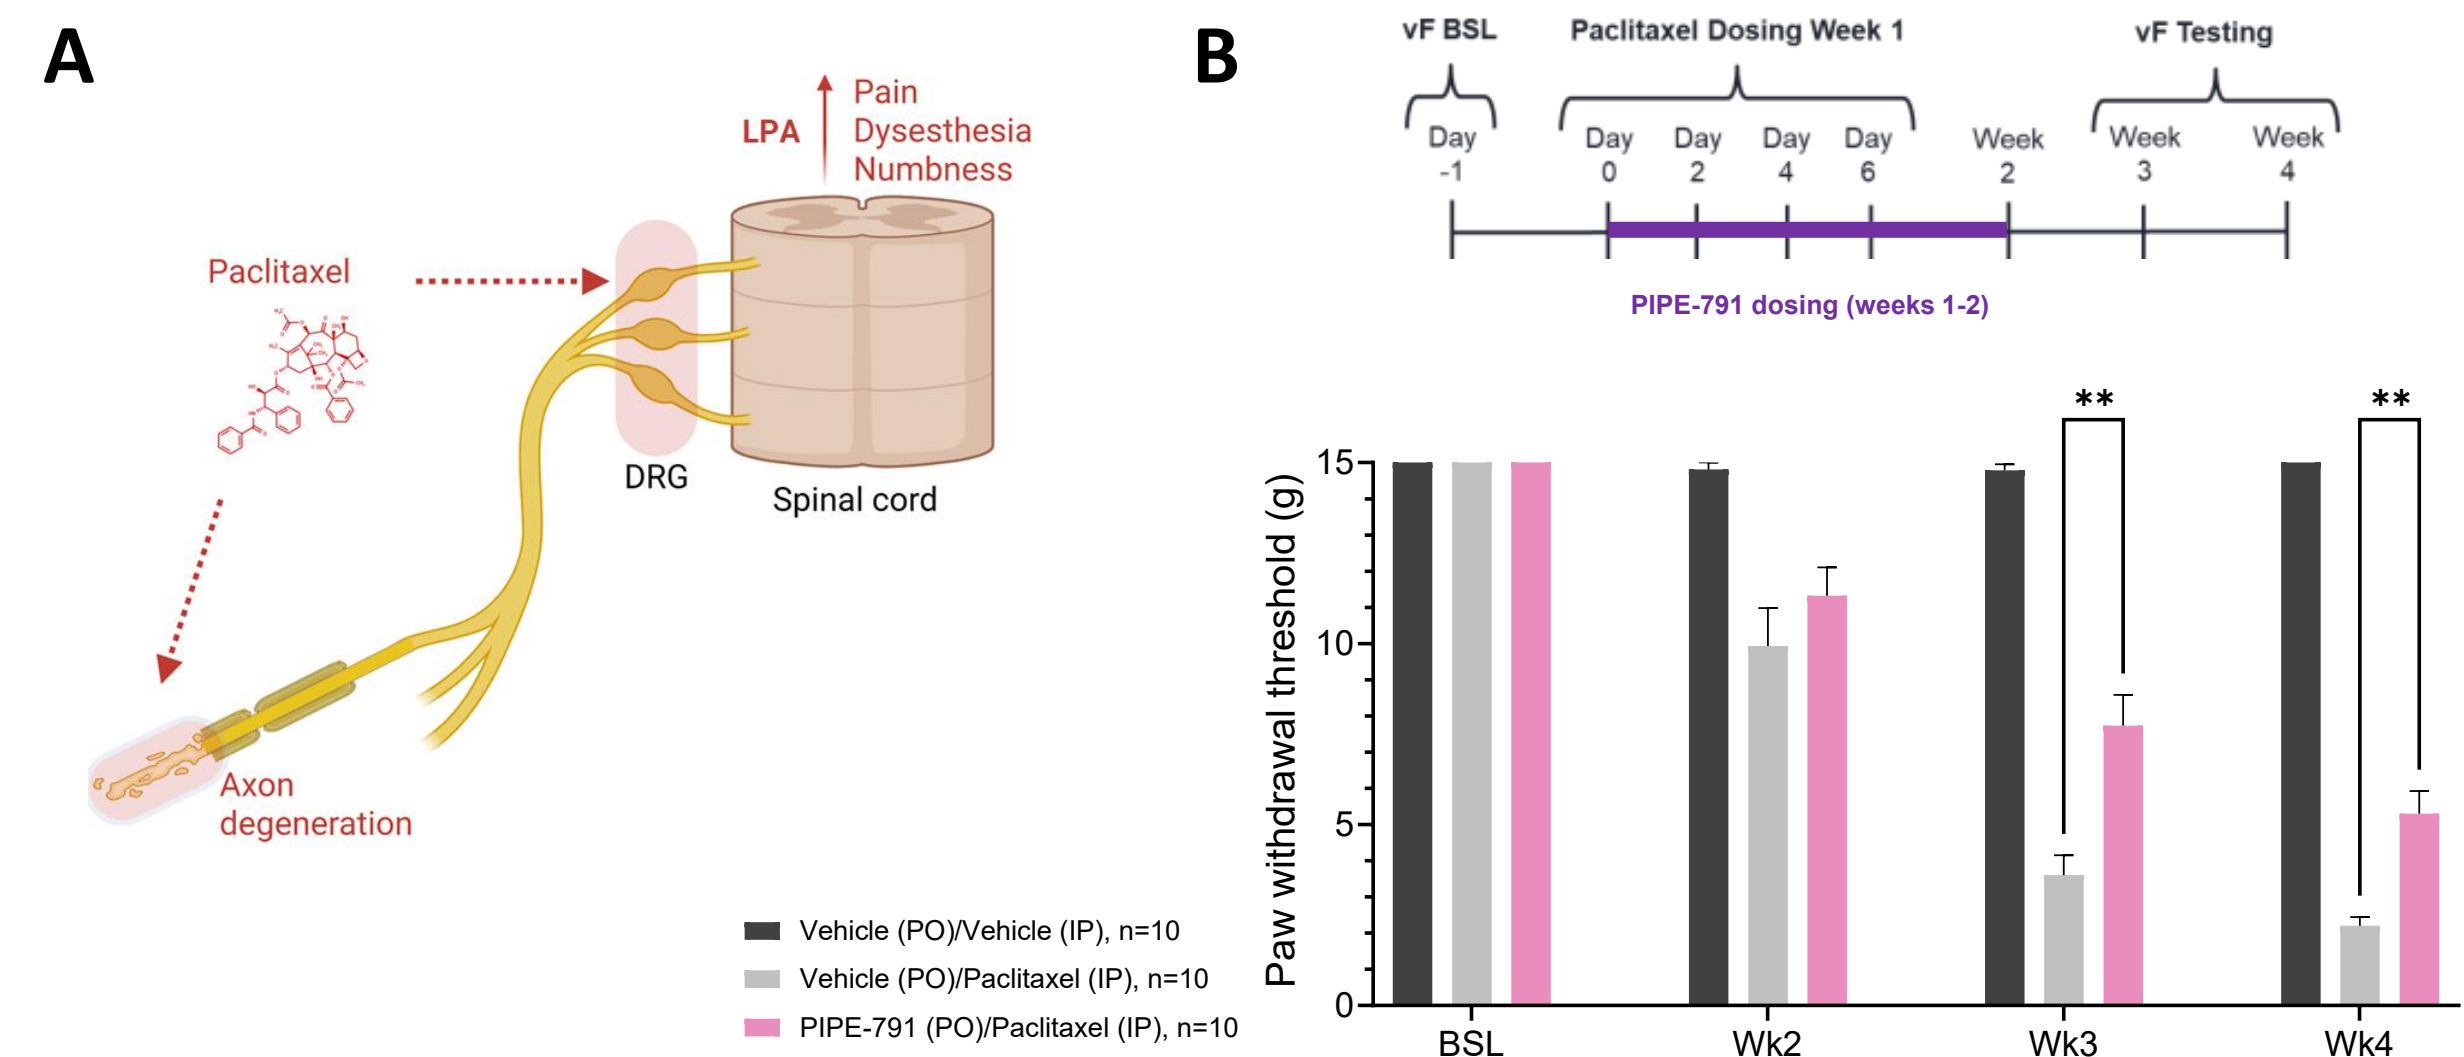 A
LPA
Pain
Dysesthesia
Numbness
Paclitaxel
DRG
Spinal cord
Axon
degeneration
Vehicle (PO)/Vehicle (IP), n=10
Vehicle (PO)/Paclitaxel (IP), n=10
PIPE-791 (PO)/Paclitaxel (IP), n=10
B
vF BSL
Paclitaxel Dosing Week 1
vF Testing
Day Day Day Day Day Week Week Week
-1 0 2 4 6 2 3 4
PIPE-791 dosing (weeks 1-2)
** **
Paw withdrawal threshold (g)
15
10
5
0
BSL Wk2 Wk3 Wk4